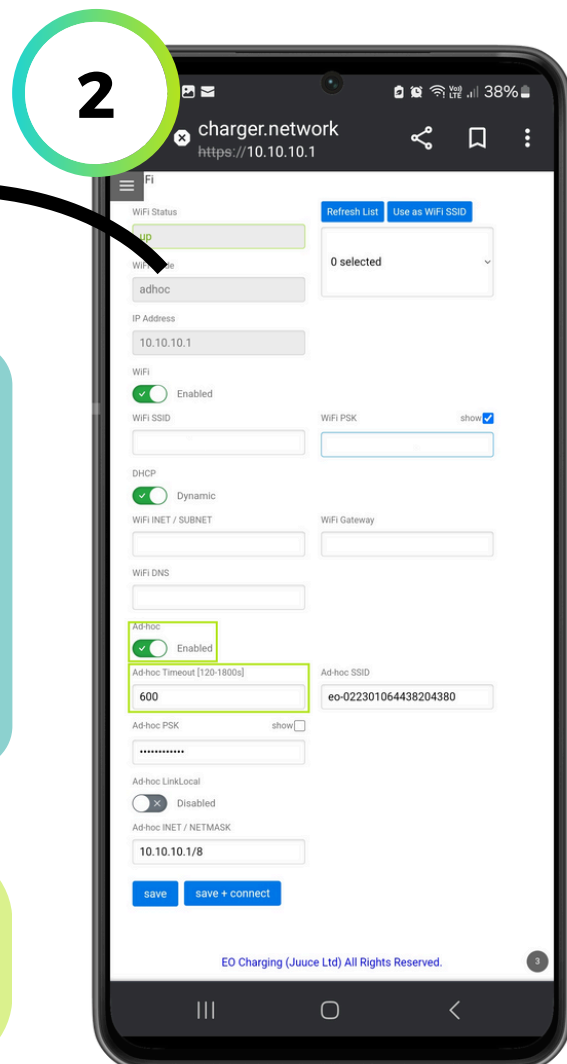 2
VoI)
LTE 38%
charger.network
https://10.10.10.1
Fi
WiFi Status
Refresh List Use as WiFi SSID
up
0 selected
adhoc
IP Address
10.10.10.1
WiFi
Enabled
WiFi SSID
WiFi PSK show
DHCP
Dynamic
WiFi INET / SUBNET
WiFi Gateway
WiFi DNS
Ad-hoc
Enabled
Ad-hoc Timeout [120-1800s]
Ad-hoc SSID
600
eo-022301064438204380
Ad-hoc PSK show
••••••••••••
Ad-hoc LinkLocal
Disabled
Ad-hoc INET / NETMASK
10.10.10.1/8
save save + connect
EO Charging (Juuce Ltd) All Rights Reserved.
3